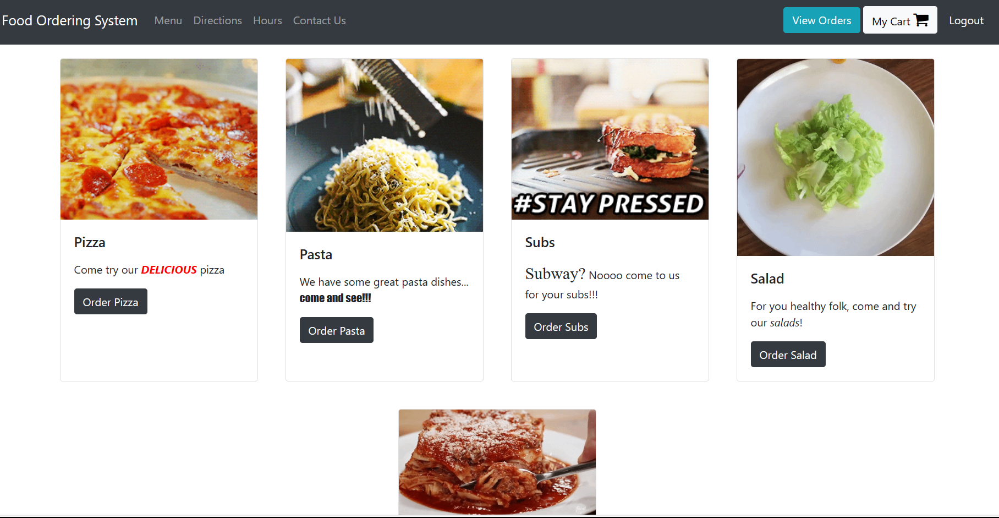 Food Ordering System Menu Directions Hours Contact Us View Orders My Cart Logout
#STAY PRESSED
Pizza
Come try our DELICIOUS pizza
Order Pizza
Pasta
We have some great pasta dishes...
come and see!!!
Order Pasta
Subs
Subway? Noooo come to us
for your subs!!!
Order Subs
Salad
For you healthy folk, come and try
our salads!
Order Salad